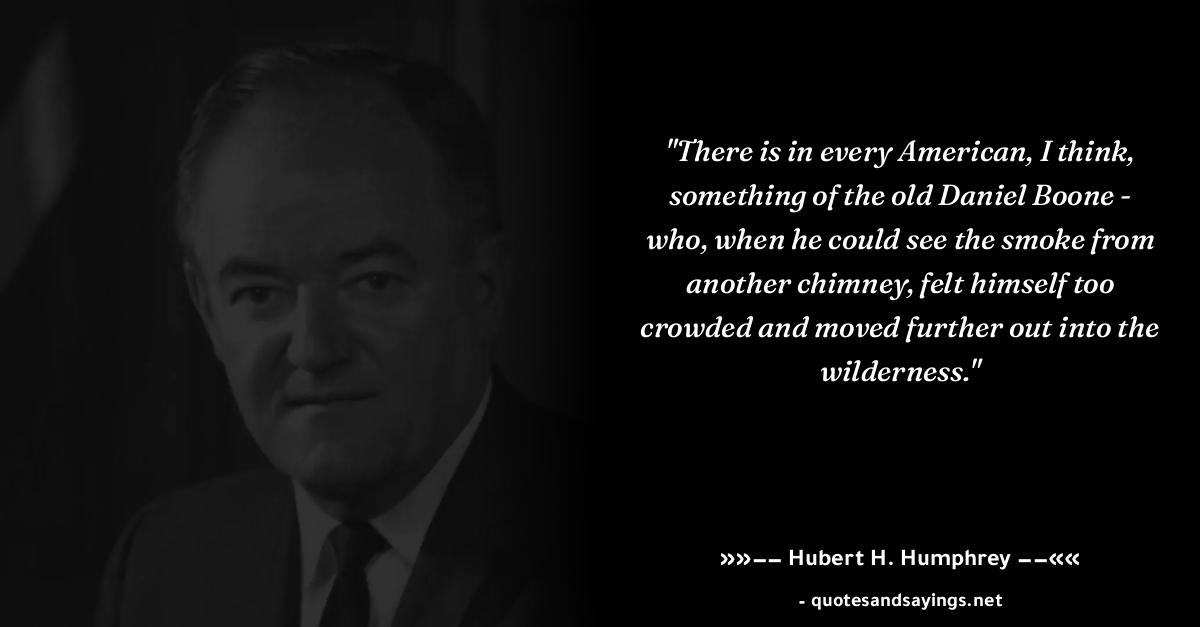 "There is in every American, I think,
something of the old Daniel Boone -
who, when he could see the smoke from
another chimney, felt himself too
crowded and moved further out into the
wilderness."
»»–– Hubert H. Humphrey ––««
- quotesandsayings.net